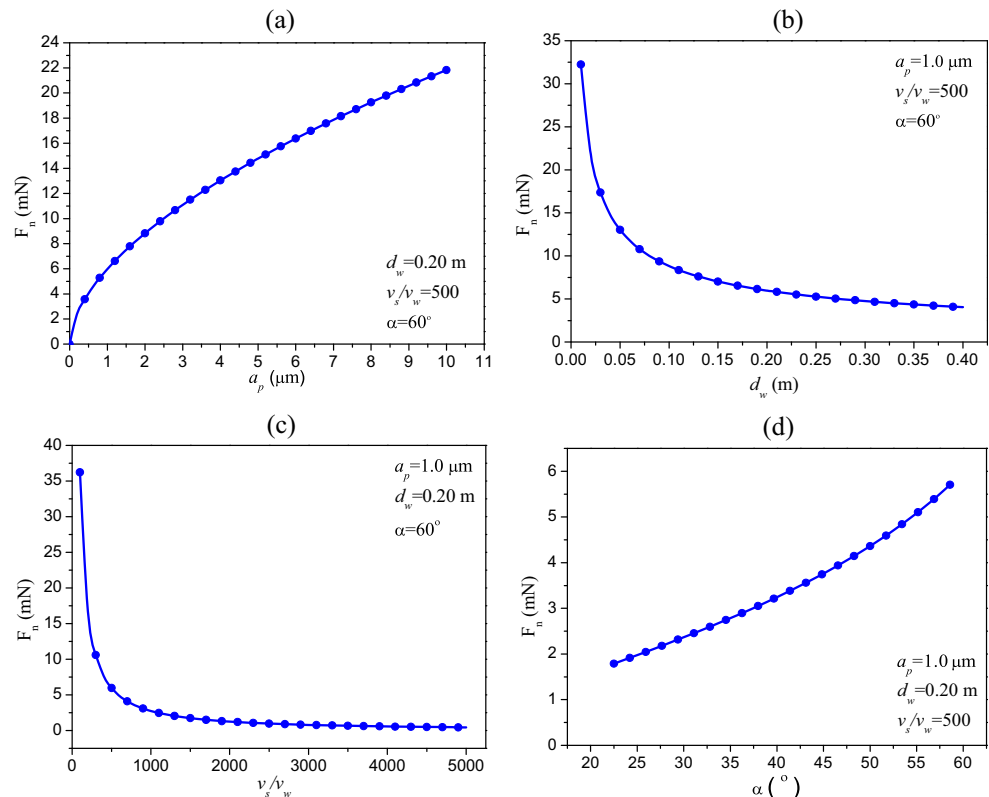 (a)
24
22
20
18
16
14
12
10
8
6
4
2
0
F_n (mN)
d_w=0.20 m
v_s/v_w=500
α=60°
0 1 2 3 4 5 6 7 8 9 10 11
a_p (μm)
(b)
35
30
25
20
15
10
5
0
F_n (mN)
a_p=1.0 μm
v_s/v_w=500
α=60°
0.00 0.05 0.10 0.15 0.20 0.25 0.30 0.35 0.40
d_w (m)
(c)
40
35
30
25
20
15
10
5
0
F_n (mN)
a_p=1.0 μm
d_w=0.20 m
α=60°
0 1000 2000 3000 4000 5000
v_s/v_w
(d)
6
5
4
3
2
1
0
F_n (mN)
a_p=1.0 μm
d_w=0.20 m
v_s/v_w=500
20 25 30 35 40 45 50 55 60
α (°)